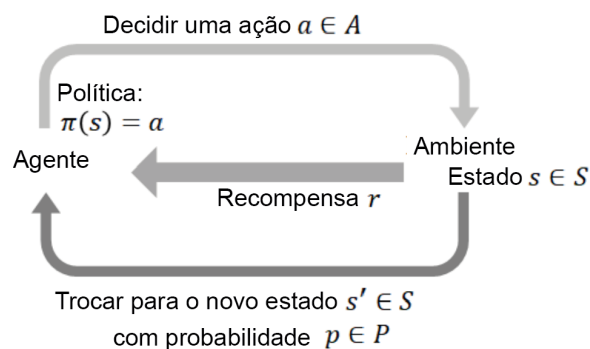 Decidir uma ação a ∈ A
Política:
π(s) = a
Agente
Ambiente
Estado s ∈ S
Recompensa r
Trocar para o novo estado s′ ∈ S
com probabilidade p ∈ P